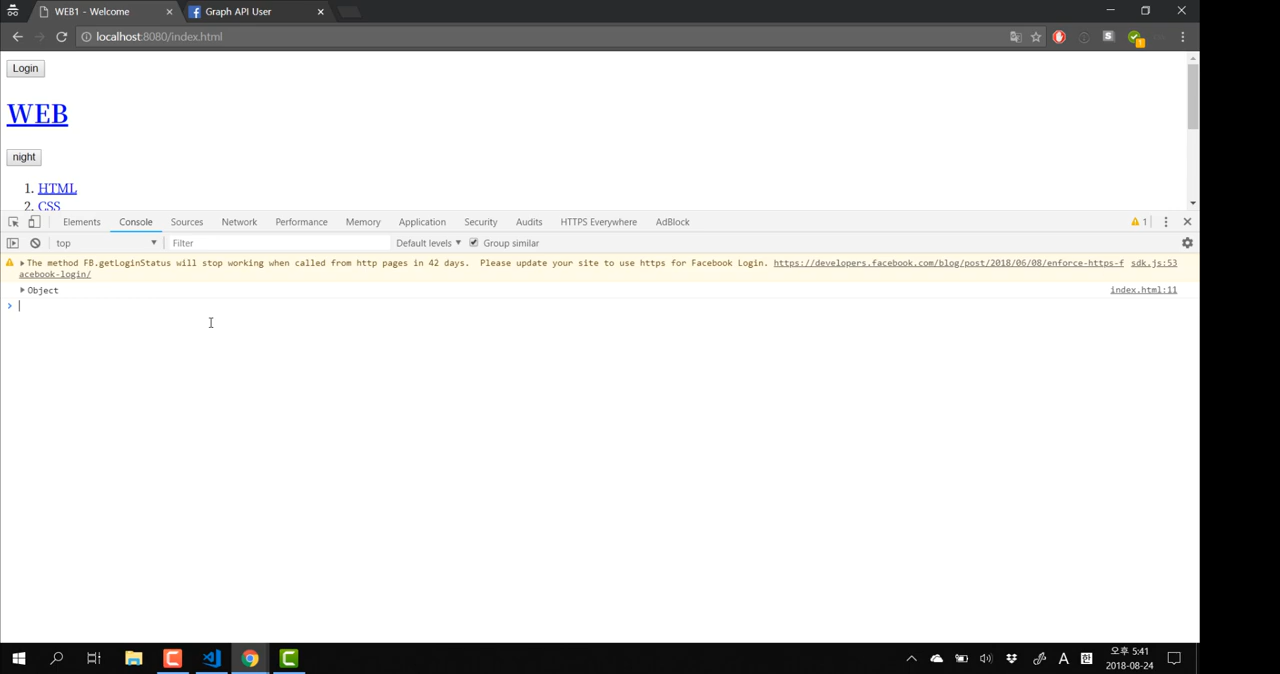 WEB1 - Welcome
Graph API User
localhost:8080/index.html
Login
WEB
night
1. HTML
2. CSS
Elements Console Sources Network Performance Memory Application Security Audits HTTPS Everywhere AdBlock 1
top Filter Default levels Group similar
The method FB.getLoginStatus will stop working when called from http pages in 42 days. Please update your site to use https for Facebook Login. https://developers.facebook.com/blog/post/2018/06/08/enforce-https-f sdk.js:53
acebook-login/
Object index.html:11
A 한
오후 5:41
2018-08-24